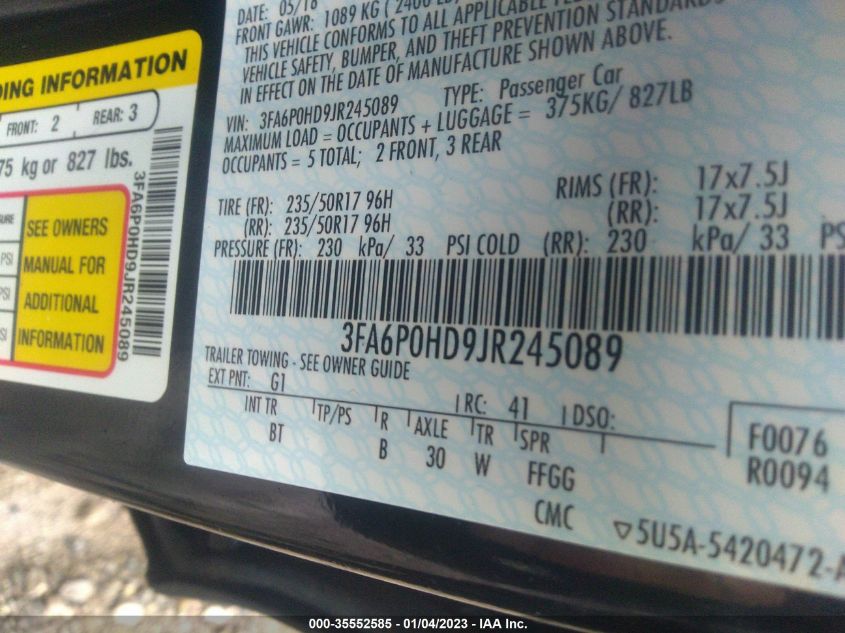 DING INFORMATION
FRONT: 2 REAR: 3
75 kg or 827 lbs.
SEE OWNERS
MANUAL FOR
ADDITIONAL
INFORMATION
PSI
PSI
3FA6P0HD9JR245089
DATE: 05/18
FRONT GAWR: 1089 KG ( 2400 LB)
THIS VEHICLE CONFORMS TO ALL APPLICABLE
VEHICLE SAFETY, BUMPER, AND THEFT PREVENTION STANDARDS
IN EFFECT ON THE DATE OF MANUFACTURE SHOWN ABOVE.
VIN: 3FA6P0HD9JR245089 TYPE: Passenger Car
MAXIMUM LOAD = OCCUPANTS + LUGGAGE = 375KG/ 827LB
OCCUPANTS = 5 TOTAL; 2 FRONT, 3 REAR
TIRE (FR): 235/50R17 96H RIMS (FR): 17x7.5J
(RR): 235/50R17 96H (RR): 17x7.5J
PRESSURE (FR): 230 kPa/ 33 PSI COLD (RR): 230 kPa/ 33 PS
3FA6P0HD9JR245089
TRAILER TOWING - SEE OWNER GUIDE
EXT PNT: G1 RC: 41 DSO:
INT TR TP/PS R AXLE TR SPR
BT B 30 W FFGG
CMC
F0076
R0094
5U5A-5420472-A
000-35552585 - 01/04/2023 - IAA Inc.